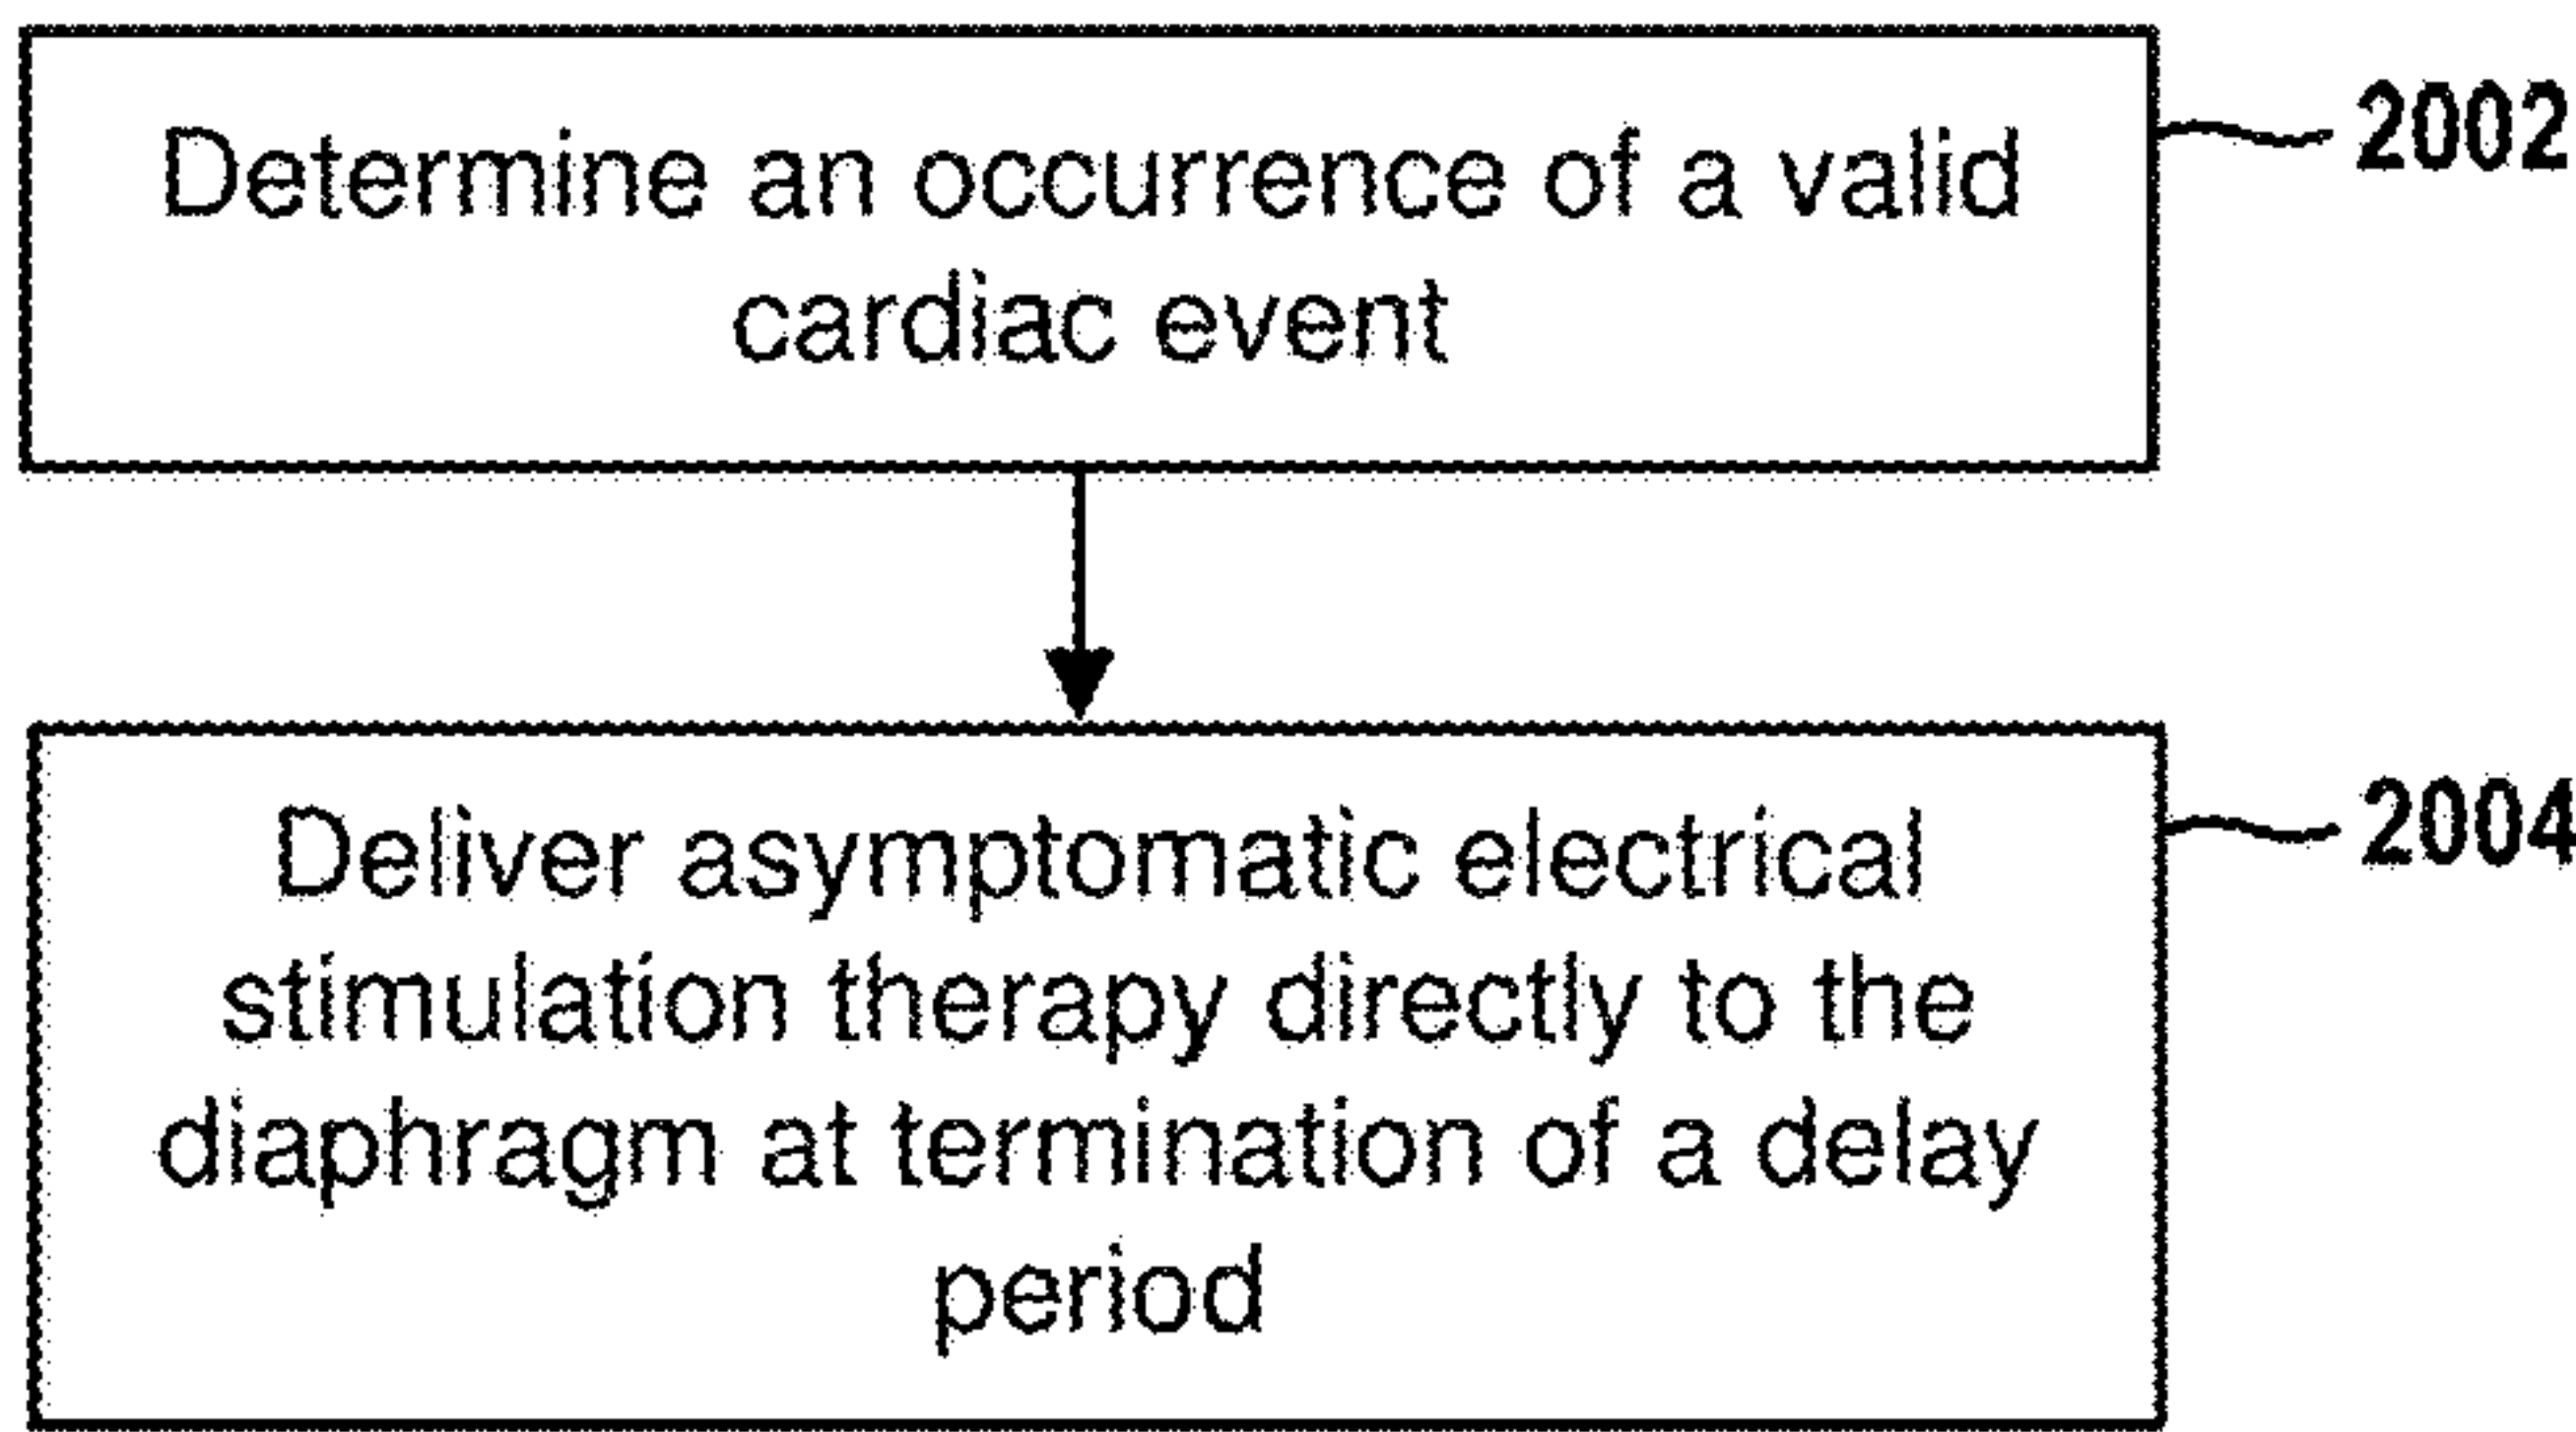 Determine an occurrence of a valid
cardiac event
2002
Deliver asymptomatic electrical
stimulation therapy directly to the
diaphragm at termination of a delay
period
2004